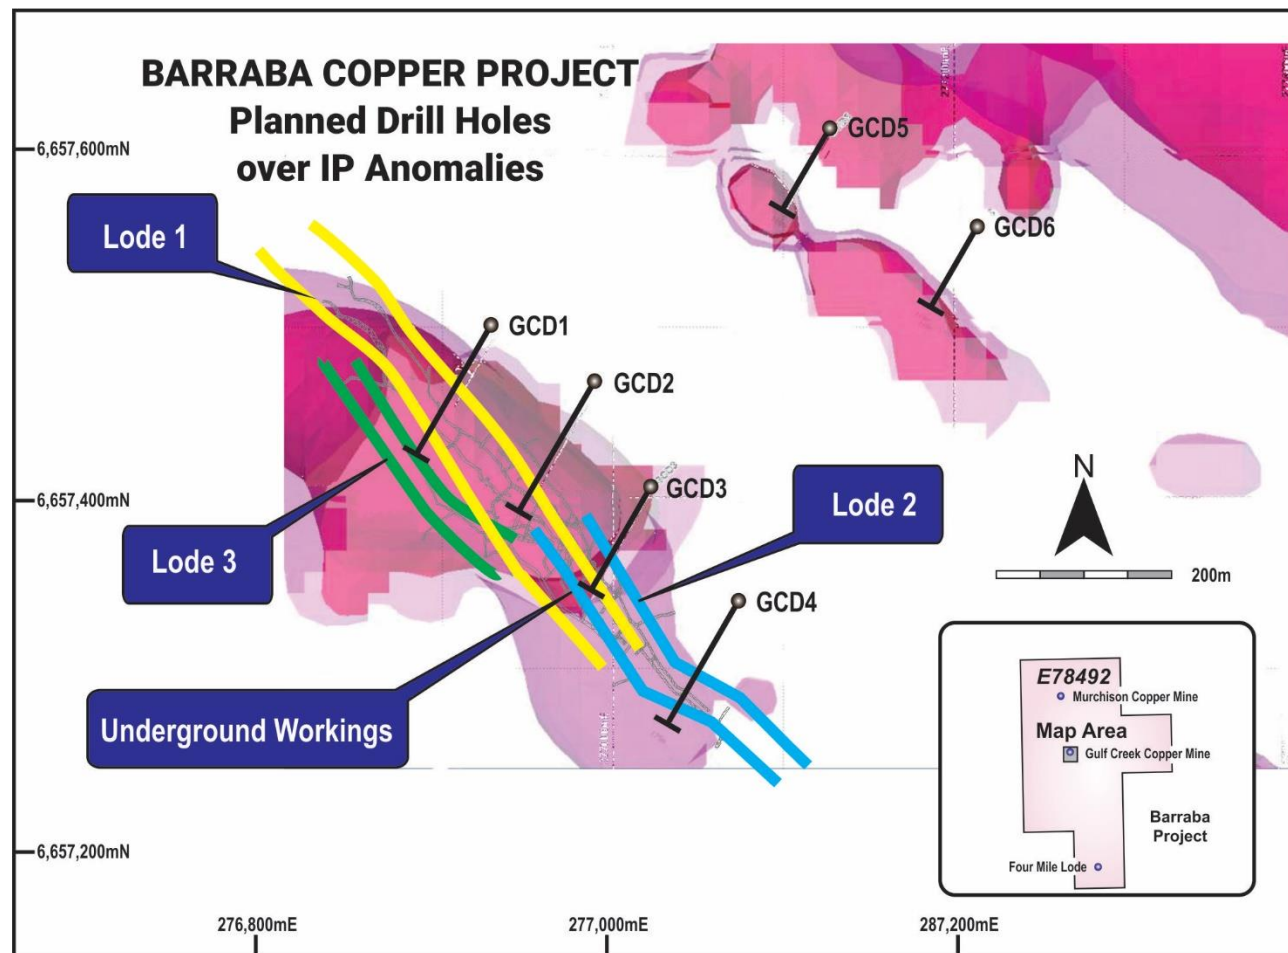 BARRABA COPPER PROJECT
Planned Drill Holes
over IP Anomalies
6,657,600mN
6,657,400mN
6,657,200mN
Lode 1
Lode 3
Lode 2
Underground Workings
GCD1
GCD2
GCD3
GCD4
GCD5
GCD6
N
200m
E78492
Murchison Copper Mine
Map Area
Gulf Creek Copper Mine
Barraba
Project
Four Mile Lode
276,800mE
277,000mE
287,200mE